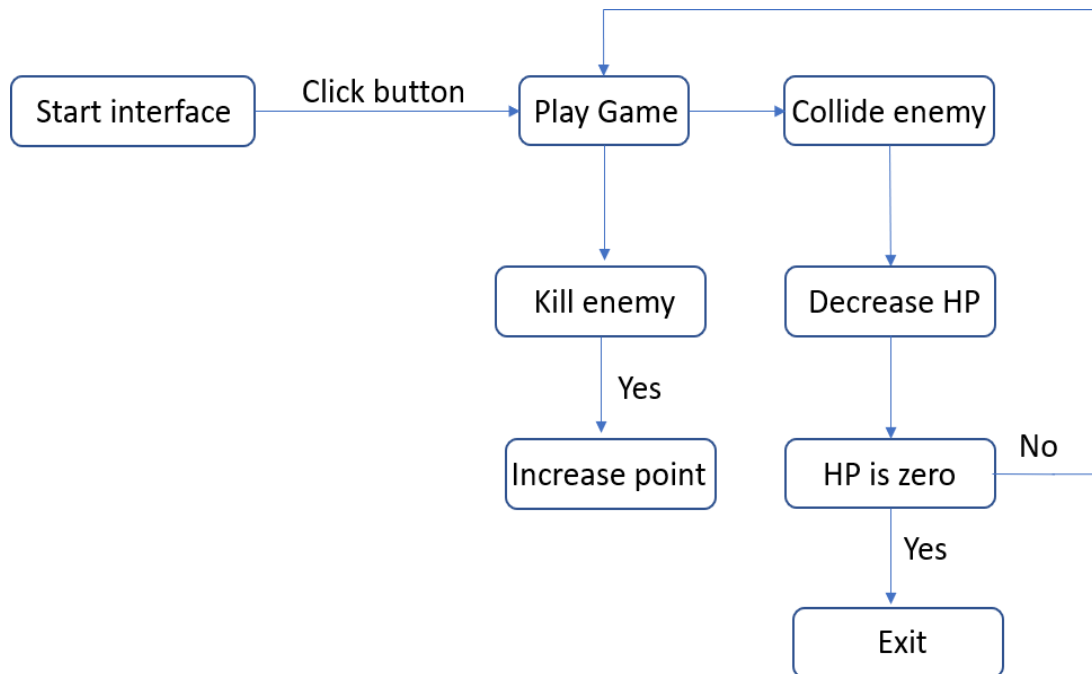 Start interface
Click button
Play Game
Collide enemy
Kill enemy
Decrease HP
Yes
Increase point
HP is zero
No
Yes
Exit